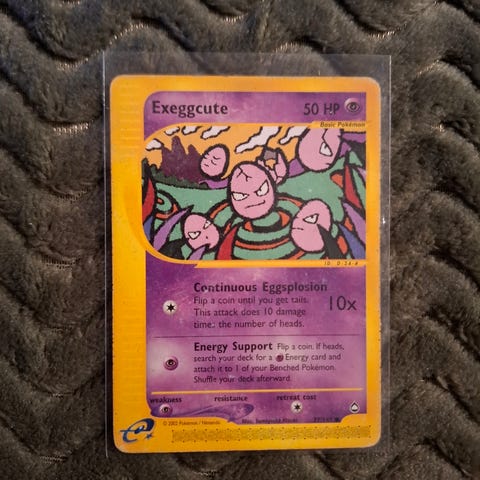 Exeggcute
50 HP
Basic Pokémon
Continuous Eggsplosion
Flip a coin until you get tails.
This attack does 10 damage
times the number of heads.
10x
Energy Support Flip a coin. If heads,
search your deck for a Energy card and
attach it to 1 of your Benched Pokémon.
Shuffle your deck afterward.
weakness resistance retreat cost
© 2002 Pokémon / Nintendo
e